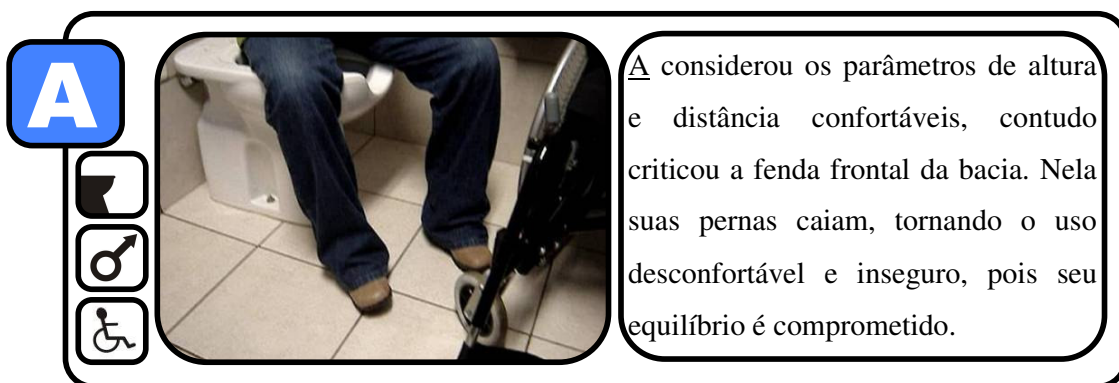 A
A considerou os parâmetros de altura
e distância confortáveis, contudo
criticou a fenda frontal da bacia. Nela
suas pernas caiam, tornando o uso
desconfortável e inseguro, pois seu
equilíbrio é comprometido.